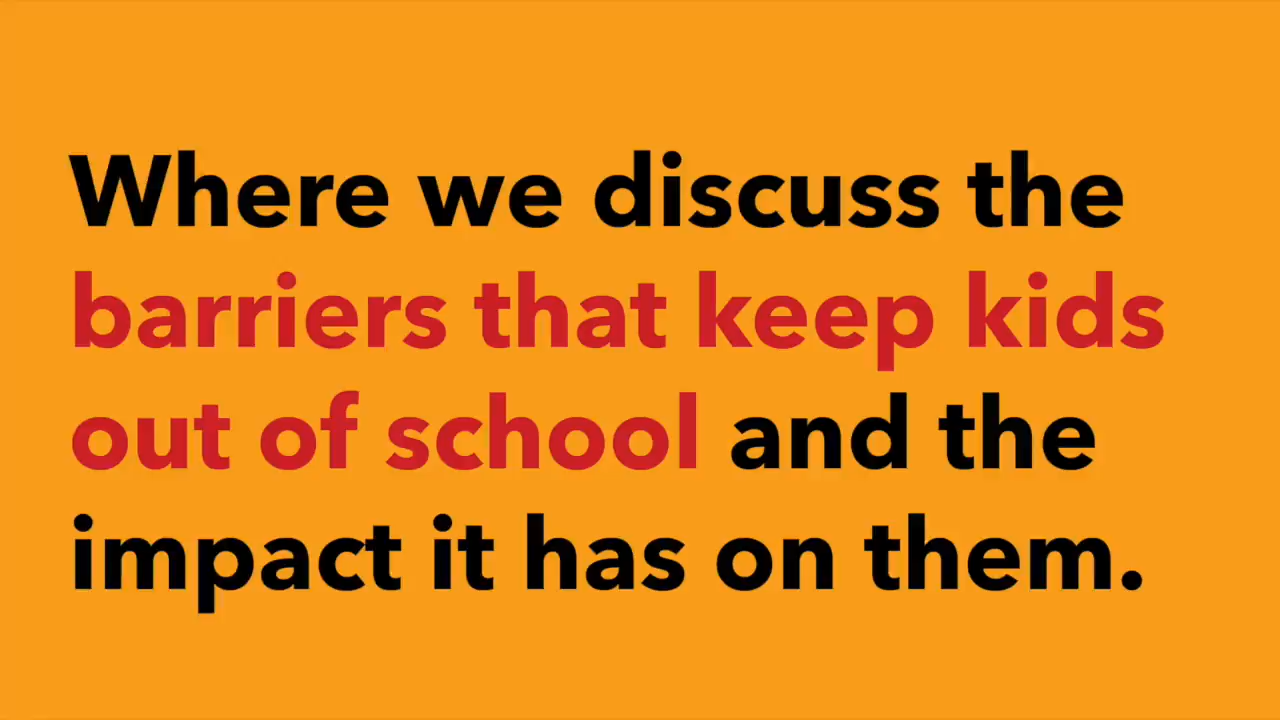 Where we discuss the
barriers that keep kids
out of school and the
impact it has on them.